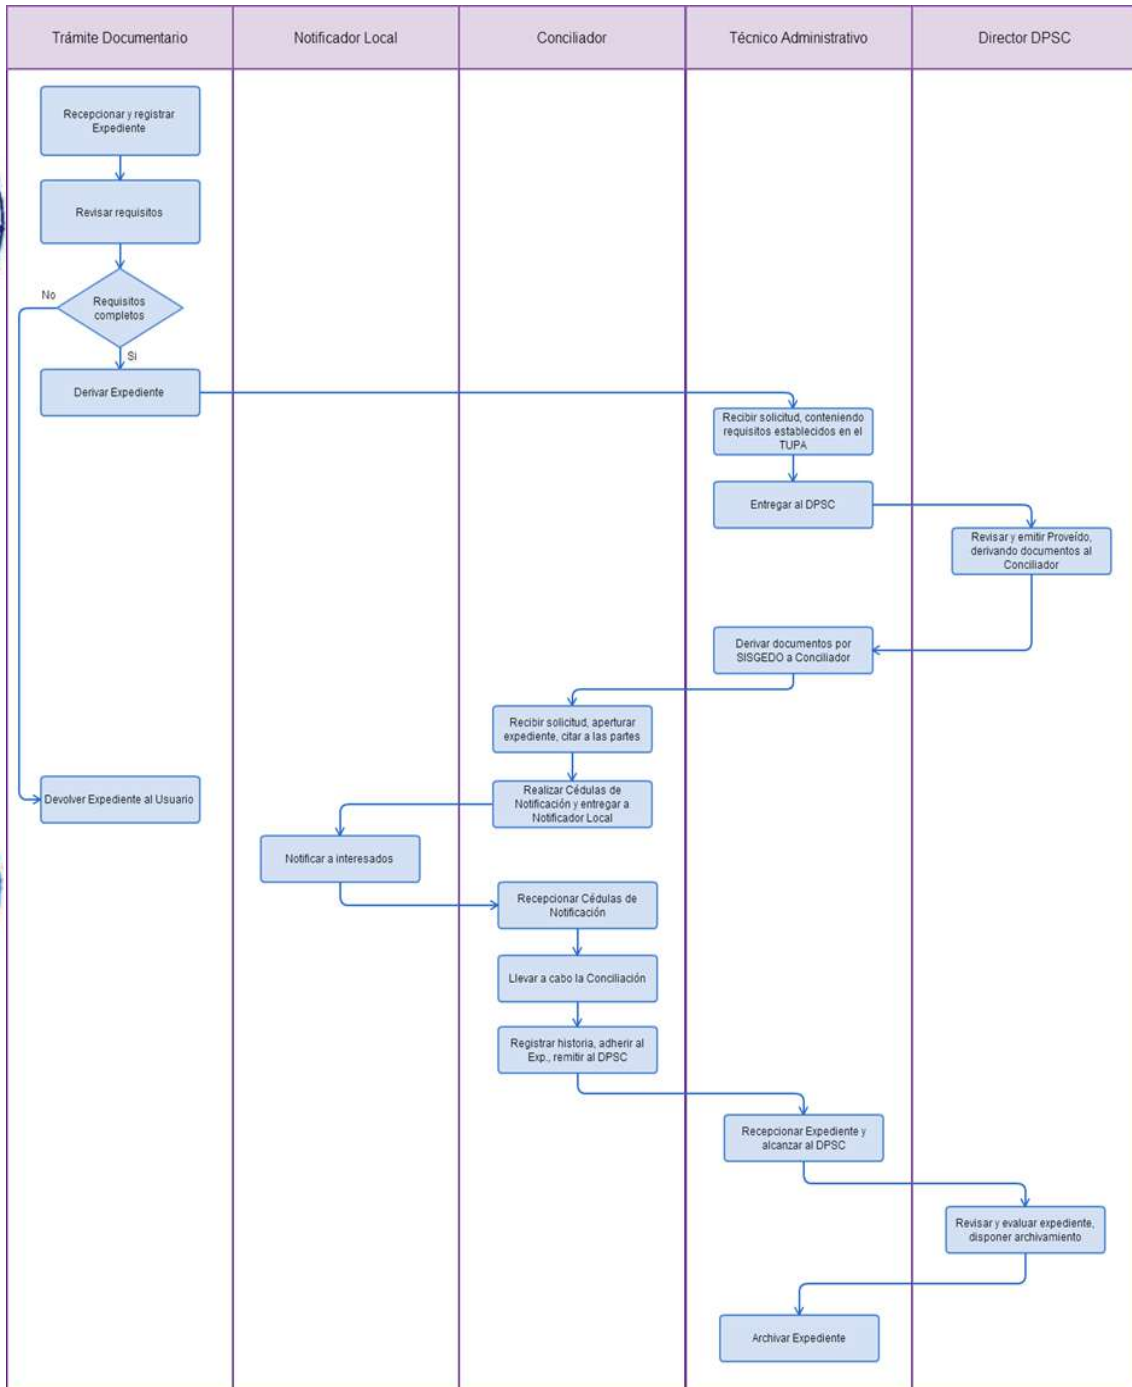 Trámite Documentario
Notificador Local
Conciliador
Técnico Administrativo
Director DPSC
Recepcionar y registrar
Expediente
Revisar requisitos
No
Requisitos
completos
Si
Derivar Expediente
Recibir solicitud, conteniendo
requisitos establecidos en el
TUPA
Entregar al DPSC
Revisar y emitir Proveído,
derivando documentos al
Conciliador
Derivar documentos por
SISGEDO a Conciliador
Recibir solicitud, aperturar
expediente, citar a las partes
Devolver Expediente al Usuario
Realizar Cédulas de
Notificación y entregar a
Notificador Local
Notificar a interesados
Recepcionar Cédulas de
Notificación
Llevar a cabo la Conciliación
Registrar historia, adherir al
Exp., remitir al DPSC
Recepcionar Expediente y
alcanzar al DPSC
Revisar y evaluar expediente,
disponer archivamiento
Archivar Expediente